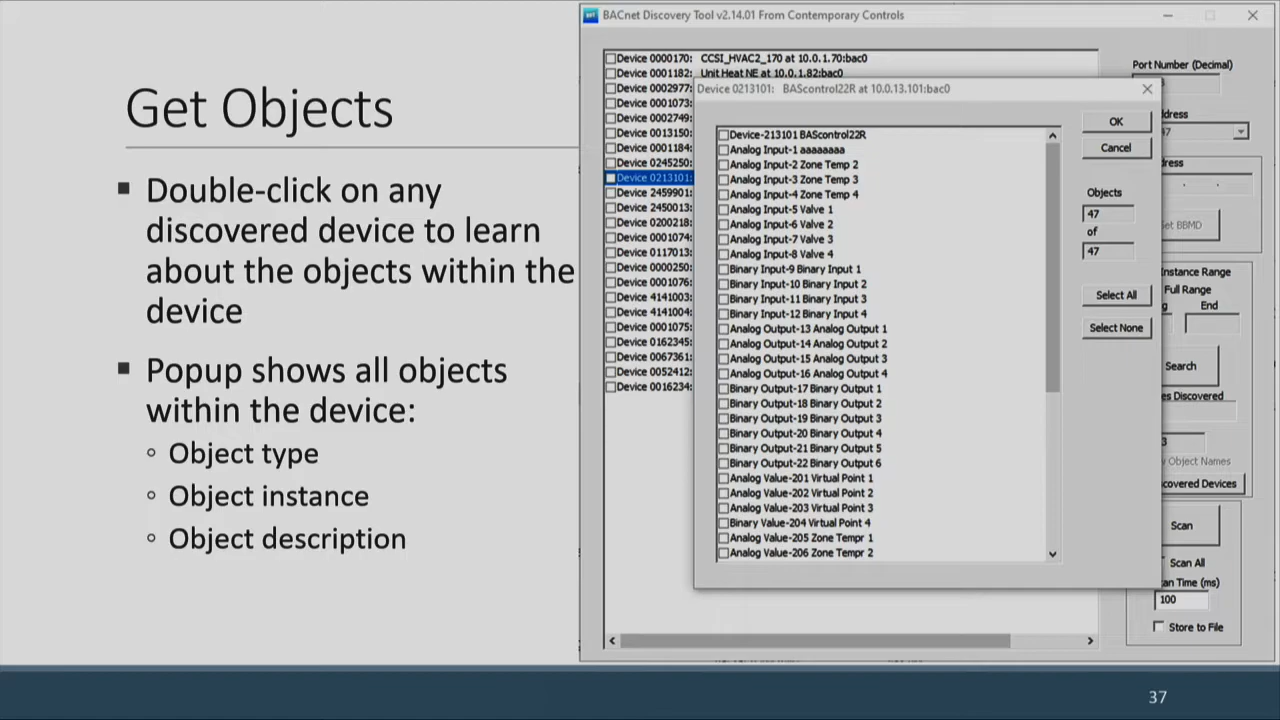 Get Objects
▪ Double-click on any
discovered device to learn
about the objects within the
device
▪ Popup shows all objects
within the device:
◦ Object type
◦ Object instance
◦ Object description
BACnet Discovery Tool v2.14.01 From Contemporary Controls
Device 0000170: CCSI_HVAC2_170 at 10.0.1.70:bac0
Device 0001182: Unit Heat NE at 10.0.1.82:bac0
Device 0002977:
Device 0001073:
Device 0002749:
Device 0013150:
Device 0001184:
Device 0245250:
Device 0213101:
Device 2459901:
Device 2450013:
Device 0200218:
Device 0001074:
Device 0117013:
Device 0000250:
Device 0001076:
Device 4141003:
Device 4141004:
Device 0001075:
Device 0162345:
Device 0067361:
Device 0052412:
Device 0016234:
Device 0213101: BAScontrol22R at 10.0.13.101:bac0
Device-213101 BAScontrol22R
Analog Input-1 aaaaaaaa
Analog Input-2 Zone Temp 2
Analog Input-3 Zone Temp 3
Analog Input-4 Zone Temp 4
Analog Input-5 Valve 1
Analog Input-6 Valve 2
Analog Input-7 Valve 3
Analog Input-8 Valve 4
Binary Input-9 Binary Input 1
Binary Input-10 Binary Input 2
Binary Input-11 Binary Input 3
Binary Input-12 Binary Input 4
Analog Output-13 Analog Output 1
Analog Output-14 Analog Output 2
Analog Output-15 Analog Output 3
Analog Output-16 Analog Output 4
Binary Output-17 Binary Output 1
Binary Output-18 Binary Output 2
Binary Output-19 Binary Output 3
Binary Output-20 Binary Output 4
Binary Output-21 Binary Output 5
Binary Output-22 Binary Output 6
Analog Value-201 Virtual Point 1
Analog Value-202 Virtual Point 2
Analog Value-203 Virtual Point 3
Binary Value-204 Virtual Point 4
Analog Value-205 Zone Tempr 1
Analog Value-206 Zone Tempr 2
OK
Cancel
Objects
47
of
47
Select All
Select None
Port Number (Decimal)
ddress
47
ress
et BBMD
Instance Range
Full Range
g End
Search
es Discovered
3
w Object Names
covered Devices
Scan
Scan All
an Time (ms)
100
Store to File
37